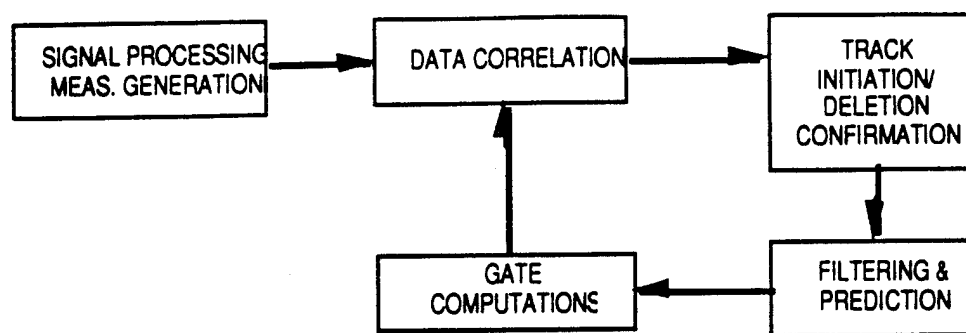 SIGNAL PROCESSING
MEAS. GENERATION
DATA CORRELATION
TRACK
INITIATION/
DELETION
CONFIRMATION
FILTERING &
PREDICTION
GATE
COMPUTATIONS